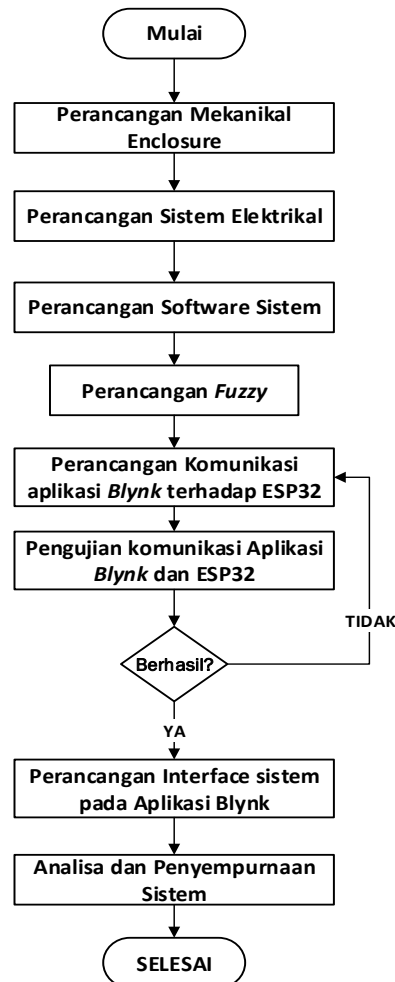 Mulai
Perancangan Mekanikal
Enclosure
Perancangan Sistem Elektrikal
Perancangan Software Sistem
Perancangan Fuzzy
Perancangan Komunikasi
aplikasi Blynk terhadap ESP32
Pengujian komunikasi Aplikasi
Blynk dan ESP32
TIDAK
Berhasil?
YA
Perancangan Interface sistem
pada Aplikasi Blynk
Analisa dan Penyempurnaan
Sistem
SELESAI